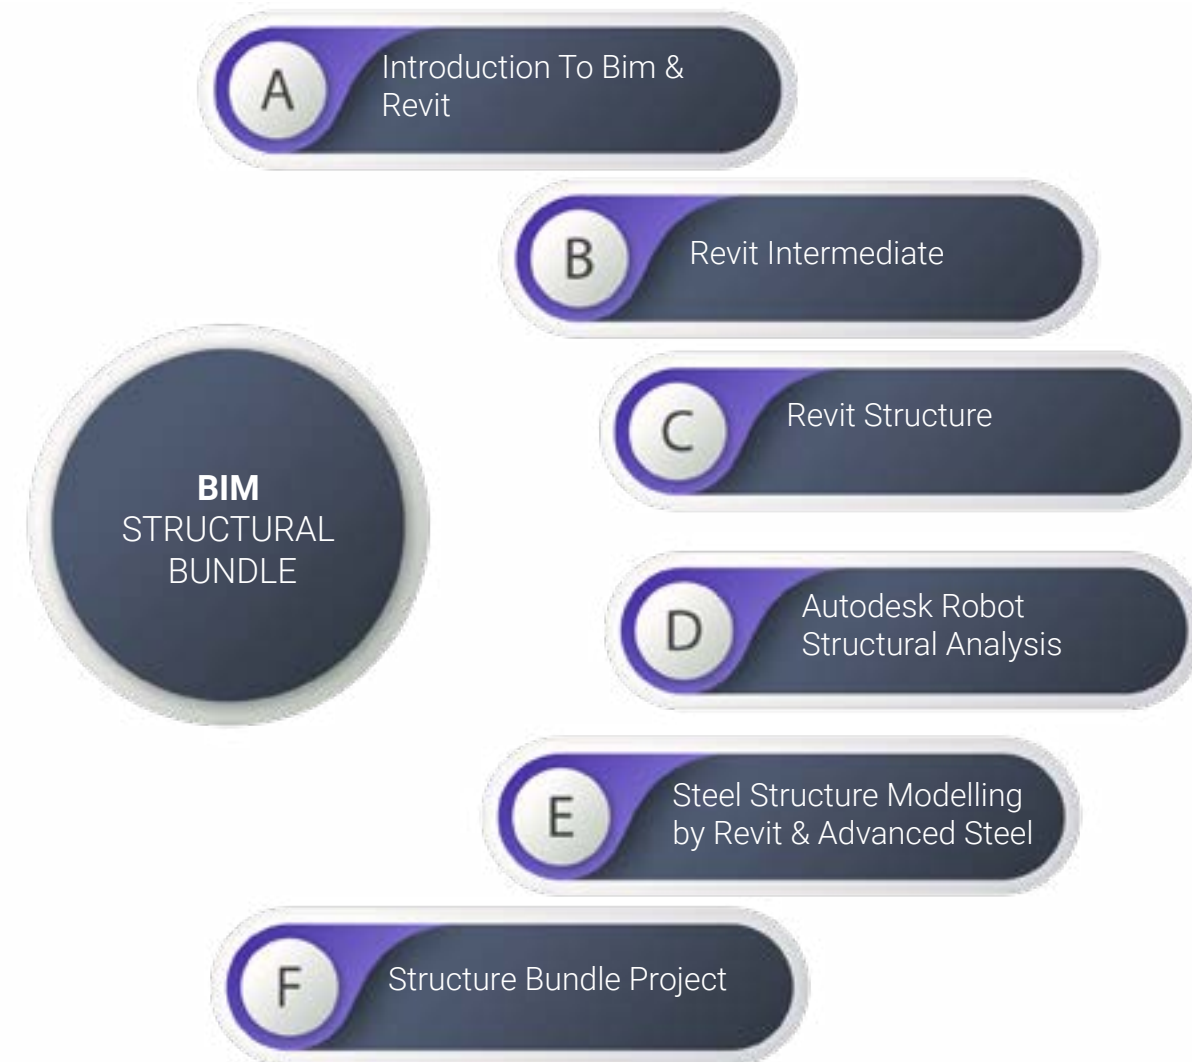 A
Introduction To Bim &
Revit
B
Revit Intermediate
C
Revit Structure
BIM
STRUCTURAL
BUNDLE
D
Autodesk Robot
Structural Analysis
E
Steel Structure Modelling
by Revit & Advanced Steel
F
Structure Bundle Project